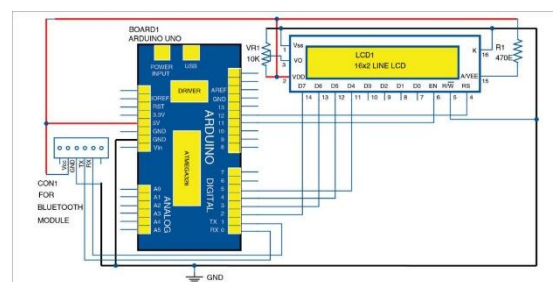 BOARD1
ARDUINO UNO
POWER
INPUT
USB
DRIVER
IOREF
RST
3.3V
5V
GND
GND
Vin
A0
A1
A2
A3
A4
A5
ANALOG
ATMEGA328
ARDUINO
DIGITAL
AREF
GND
13
12
11
10
9
8
7
6
5
4
3
2
TX 1
RX 0
VR1
10K
1
3
2
Vss
VO
VDD
LCD1
16x2 LINE LCD
K
A/VEE
16
15
D7 D6 D5 D4 D3 D2 D1 D0 EN R/W RS
14 13 12 11 10 9 8 7 6 5 4
R1
470E
Vcc
GND
TX
RX
CON1
FOR
BLUETOOTH
MODULE
GND